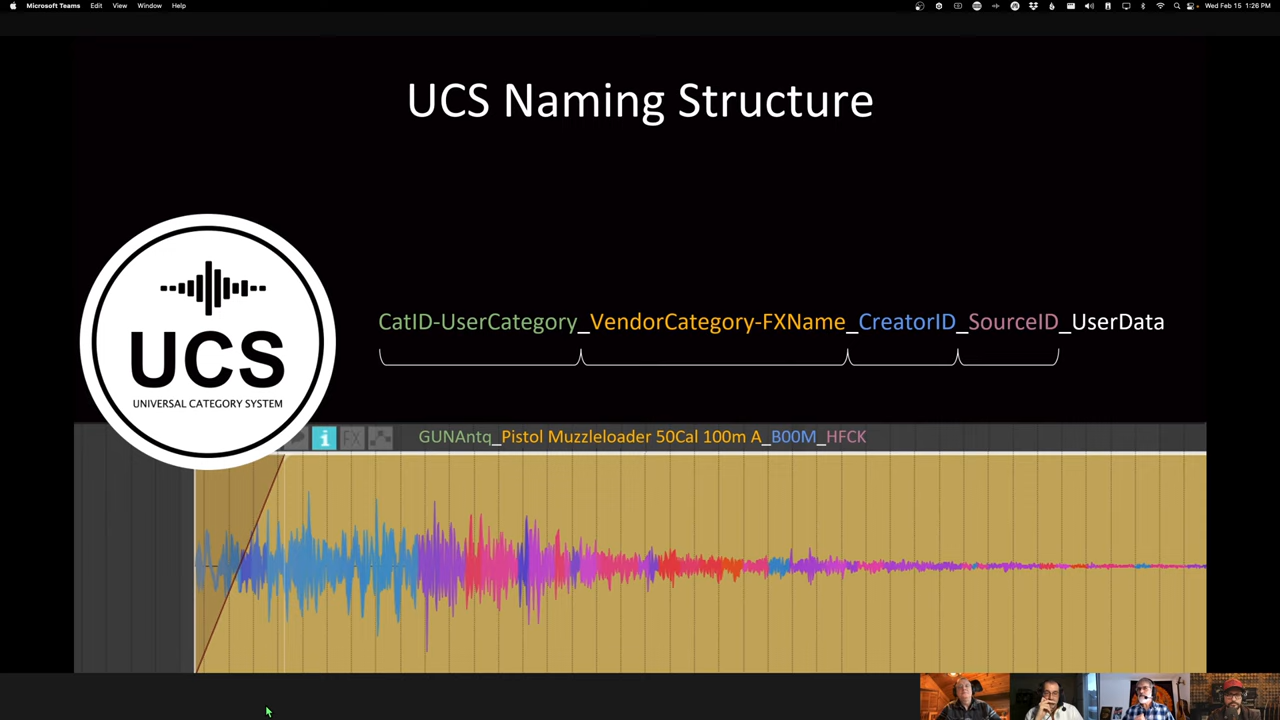 Microsoft Teams Edit View Window Help Wed Feb 15 1:26 PM
UCS Naming Structure
UCS
UNIVERSAL CATEGORY SYSTEM
CatID-UserCategory_VendorCategory-FXName_CreatorID_SourceID_UserData
i FX GUNAntq_Pistol Muzzleloader 50Cal 100m A_B00M_HFCK